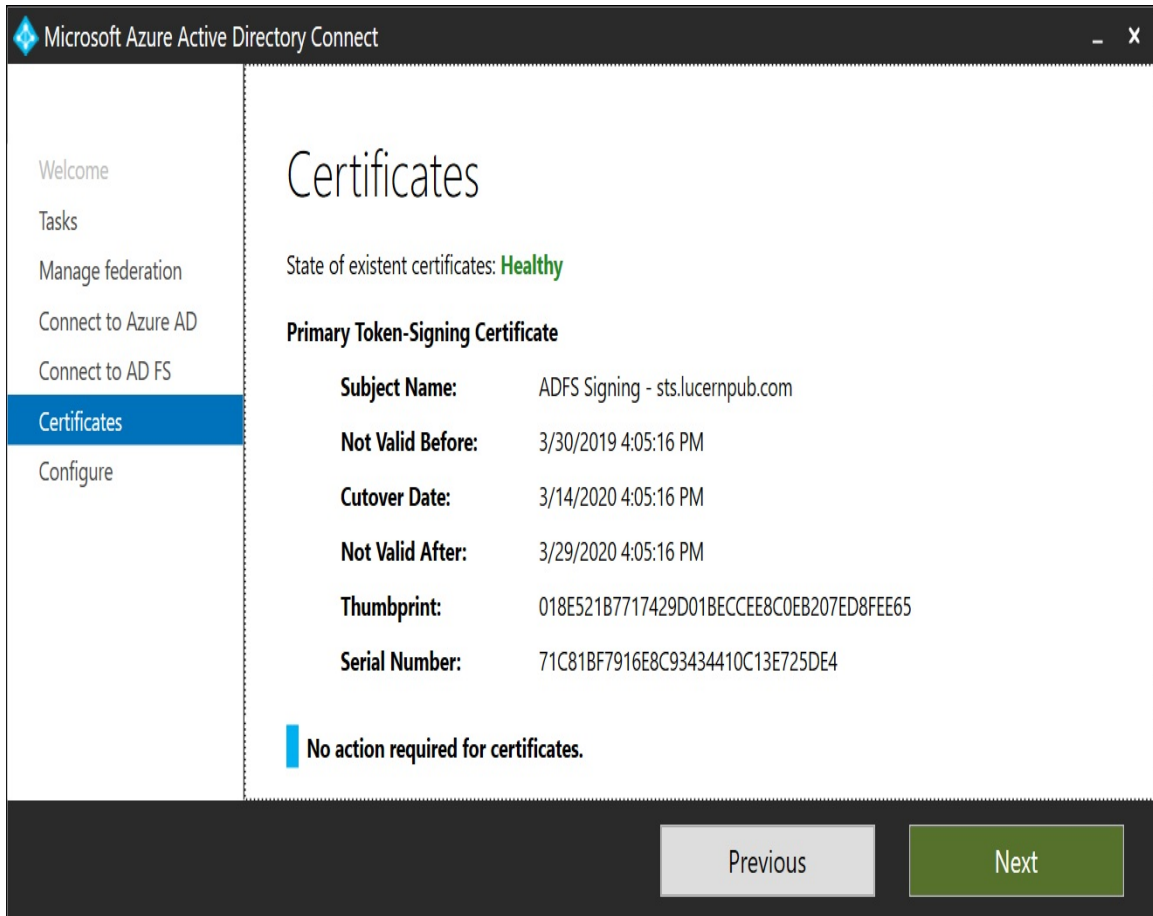 Microsoft Azure Active Directory Connect
Welcome
Tasks
Manage federation
Connect to Azure AD
Connect to AD FS
Certificates
Configure
Certificates
State of existent certificates: Healthy
Primary Token-Signing Certificate
Subject Name: ADFS Signing - sts.lucernpub.com
Not Valid Before: 3/30/2019 4:05:16 PM
Cutover Date: 3/14/2020 4:05:16 PM
Not Valid After: 3/29/2020 4:05:16 PM
Thumbprint: 018E521B7717429D01BECCEE8C0EB207ED8FEE65
Serial Number: 71C81BF7916E8C93434410C13E725DE4
No action required for certificates.
Previous
Next